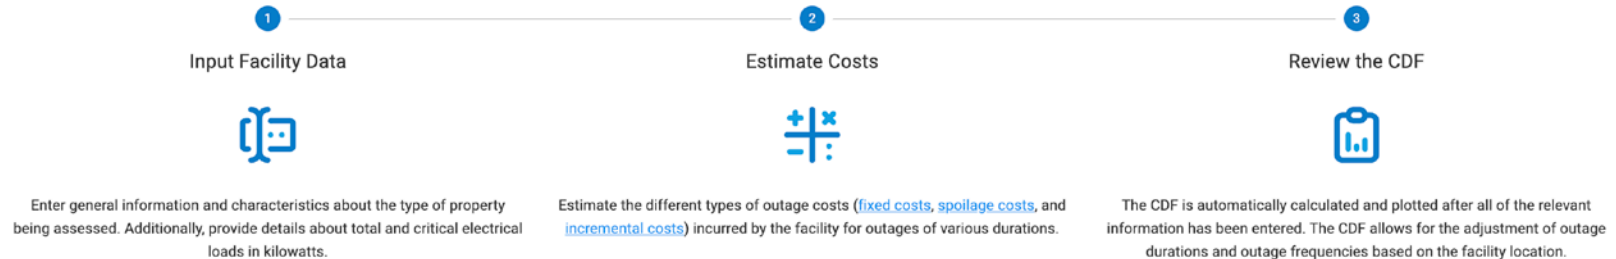 1
Input Facility Data
Enter general information and characteristics about the type of property
being assessed. Additionally, provide details about total and critical electrical
loads in kilowatts.
2
Estimate Costs
Estimate the different types of outage costs (fixed costs, spoilage costs, and
incremental costs) incurred by the facility for outages of various durations.
3
Review the CDF
The CDF is automatically calculated and plotted after all of the relevant
information has been entered. The CDF allows for the adjustment of outage
durations and outage frequencies based on the facility location.